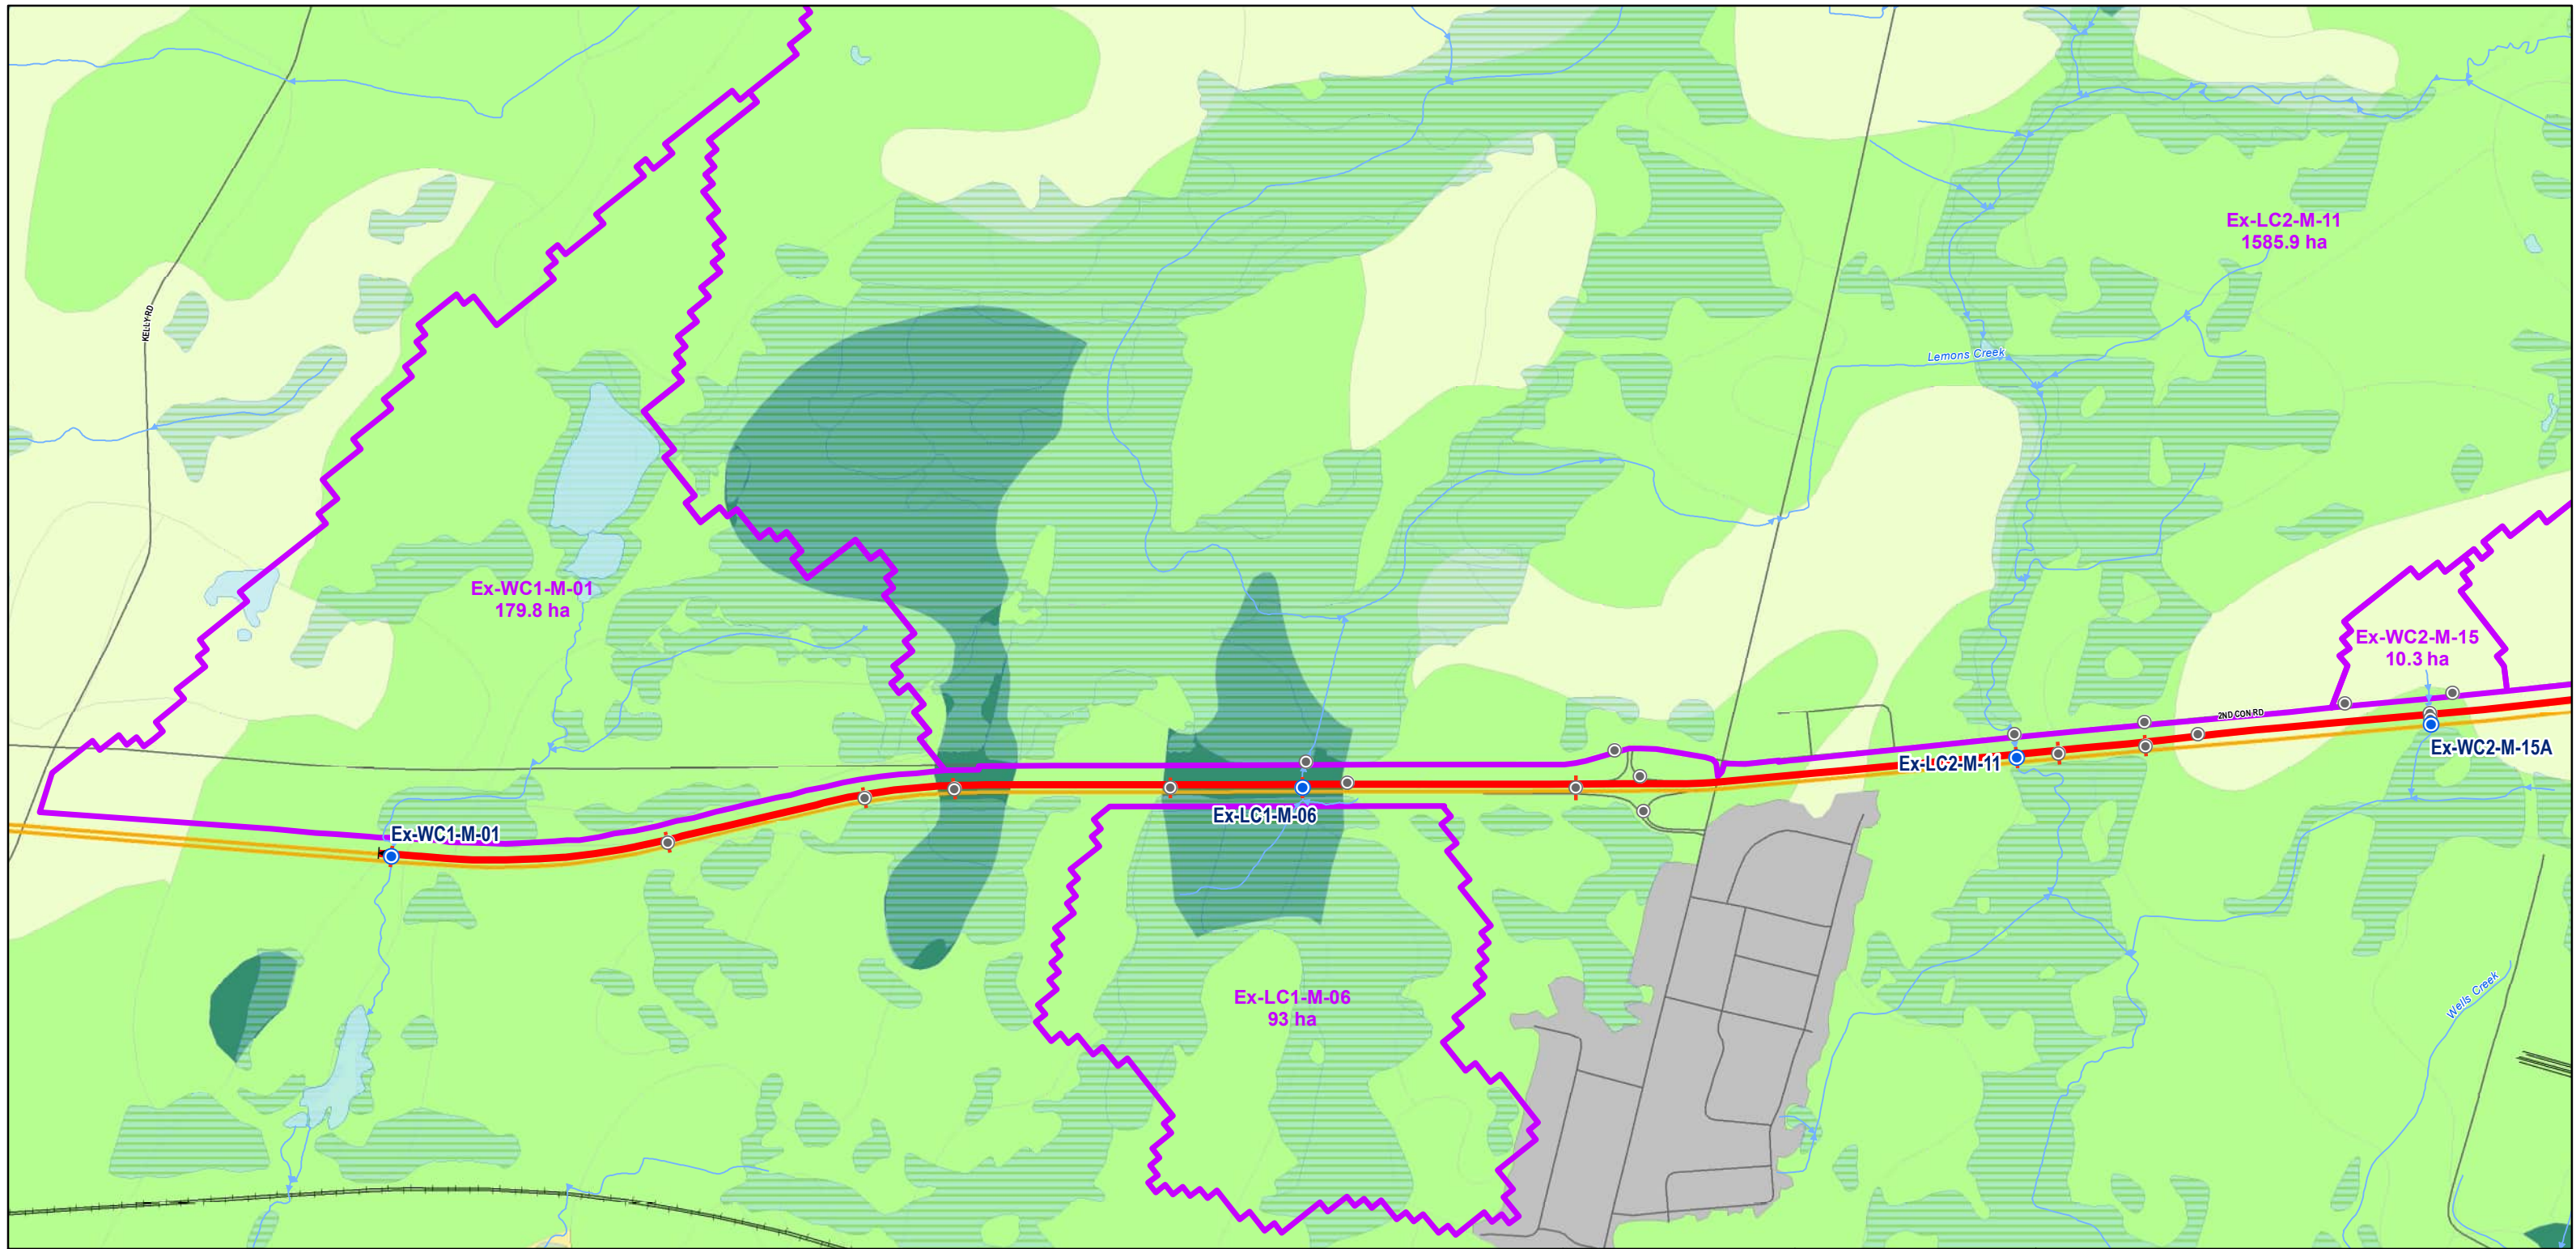 Ex-LC2-M-11
1585.9 ha
KELLY RD
Lemons Creek
Ex-WC1-M-01
179.8 ha
Ex-WC2-M-15
10.3 ha
2ND CON RD
Ex-WC2-M-15A
Ex-LC2-M-11
Ex-LC1-M-06
Ex-WC1-M-01
Ex-LC1-M-06
93 ha
Wells Creek